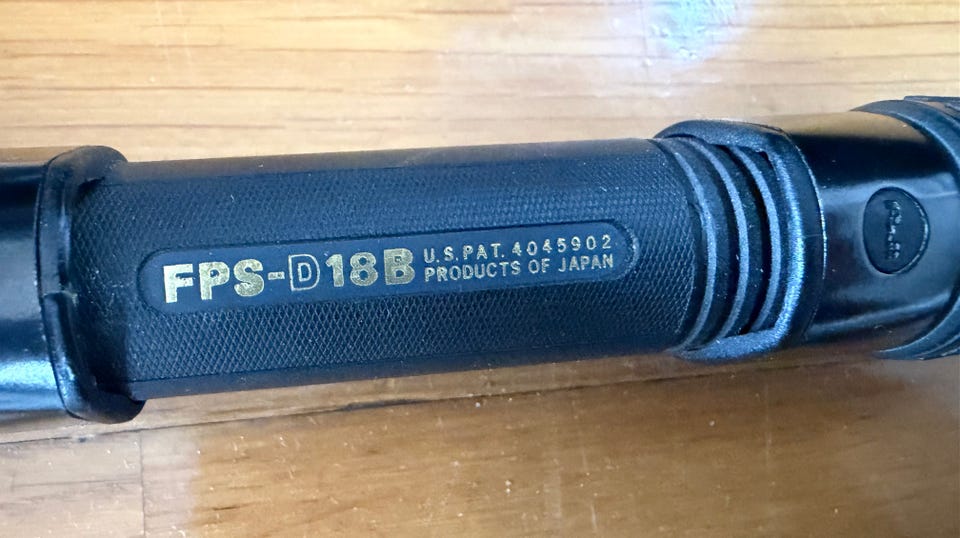 FPS-D18B
U.S. PAT. 4045902
PRODUCTS OF JAPAN